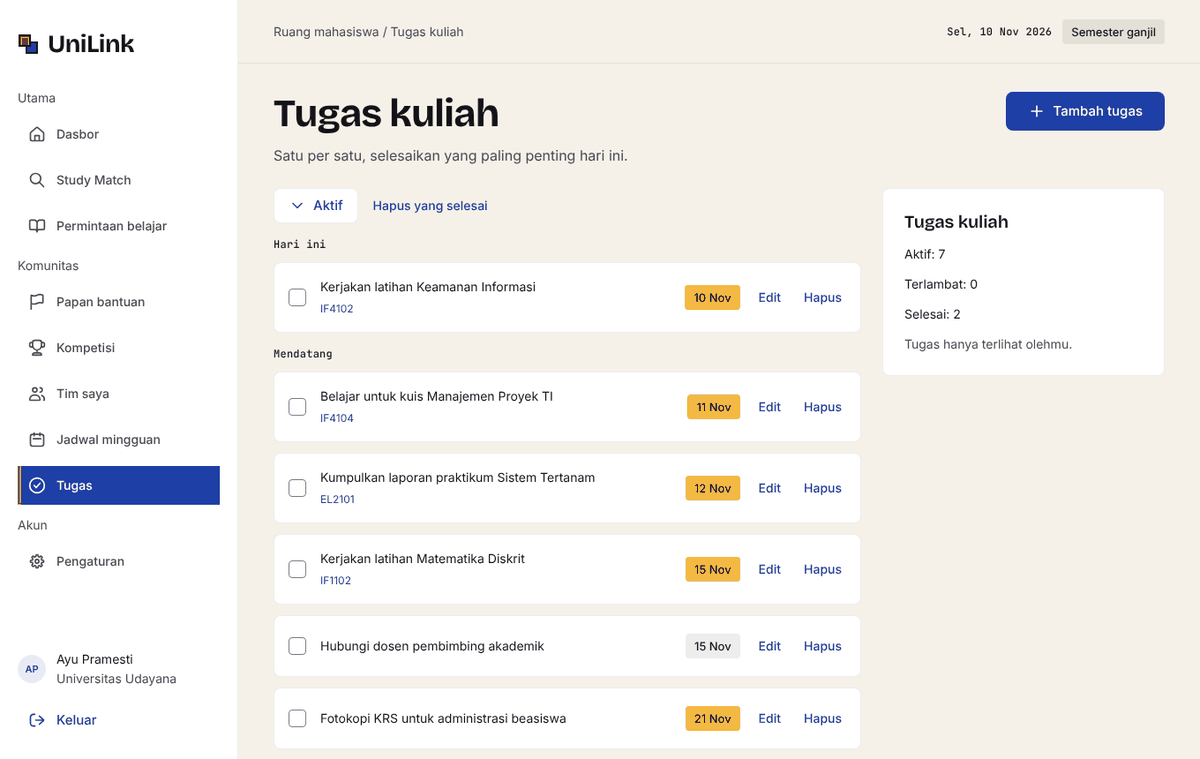 UniLink
Utama
Dasbor
Study Match
Permintaan belajar
Komunitas
Papan bantuan
Kompetisi
Tim saya
Jadwal mingguan
Tugas
Akun
Pengaturan
AP
Ayu Pramesti
Universitas Udayana
Keluar
Ruang mahasiswa / Tugas kuliah
Sel, 10 Nov 2026
Semester ganjil
Tugas kuliah
Satu per satu, selesaikan yang paling penting hari ini.
Tambah tugas
Aktif
Hapus yang selesai
Hari ini
Kerjakan latihan Keamanan Informasi
IF4102
10 Nov
Edit
Hapus
Mendatang
Belajar untuk kuis Manajemen Proyek TI
IF4104
11 Nov
Edit
Hapus
Kumpulkan laporan praktikum Sistem Tertanam
EL2101
12 Nov
Edit
Hapus
Kerjakan latihan Matematika Diskrit
IF1102
15 Nov
Edit
Hapus
Hubungi dosen pembimbing akademik
15 Nov
Edit
Hapus
Fotokopi KRS untuk administrasi beasiswa
21 Nov
Edit
Hapus
Tugas kuliah
Aktif: 7
Terlambat: 0
Selesai: 2
Tugas hanya terlihat olehmu.